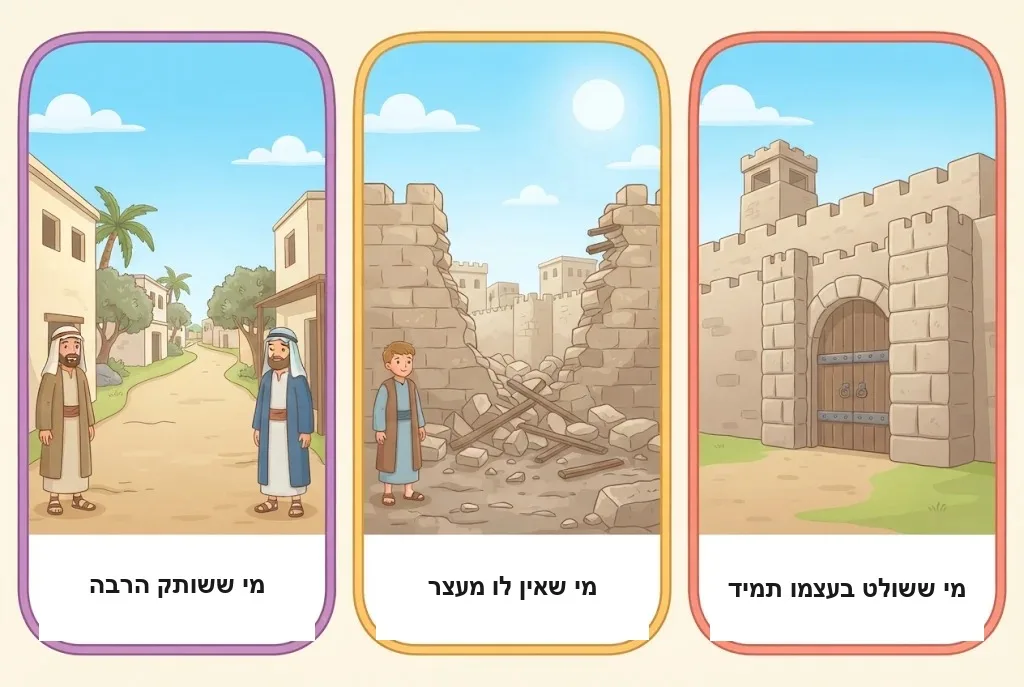 מי ששולט בעצמו תמיד
מי שאין לו מעצר
מי ששותק הרבה